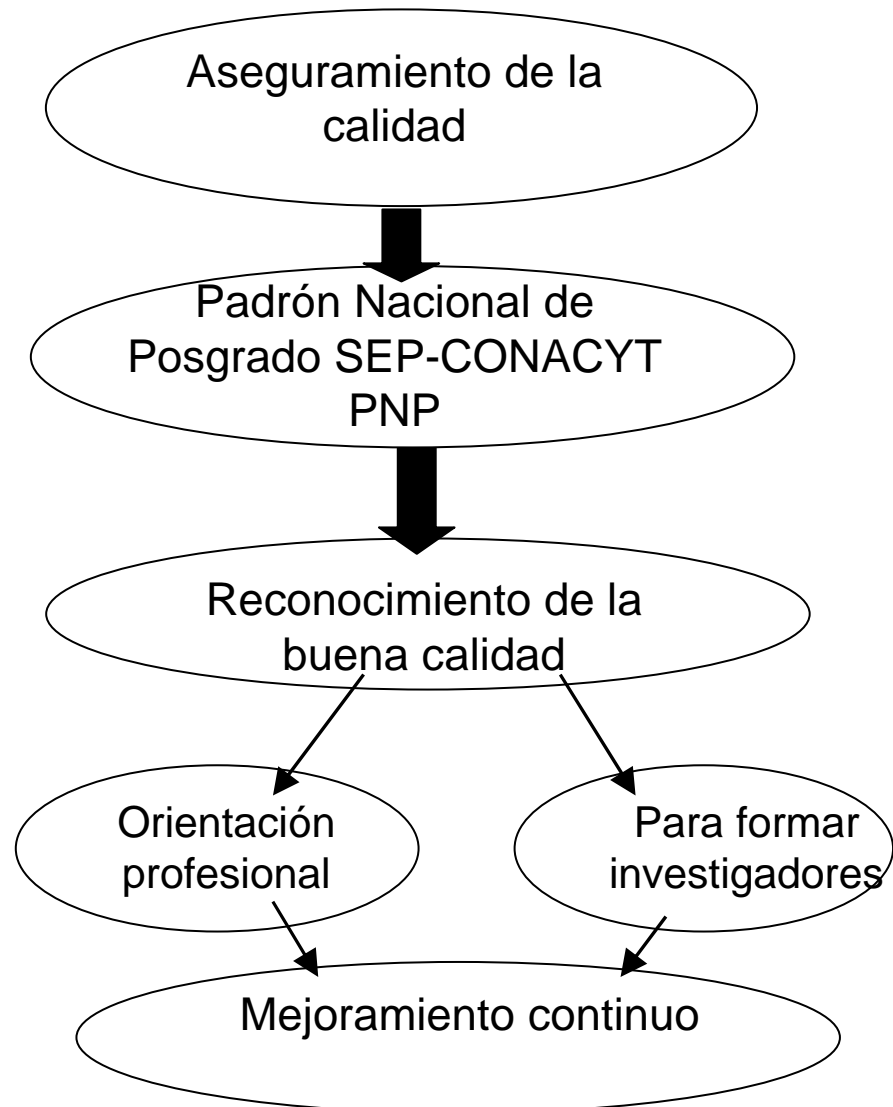 Aseguramiento de la
calidad
Padrón Nacional de
Posgrado SEP-CONACYT
PNP
Reconocimiento de la
buena calidad
Orientación
profesional
Para formar
investigadores
Mejoramiento continuo